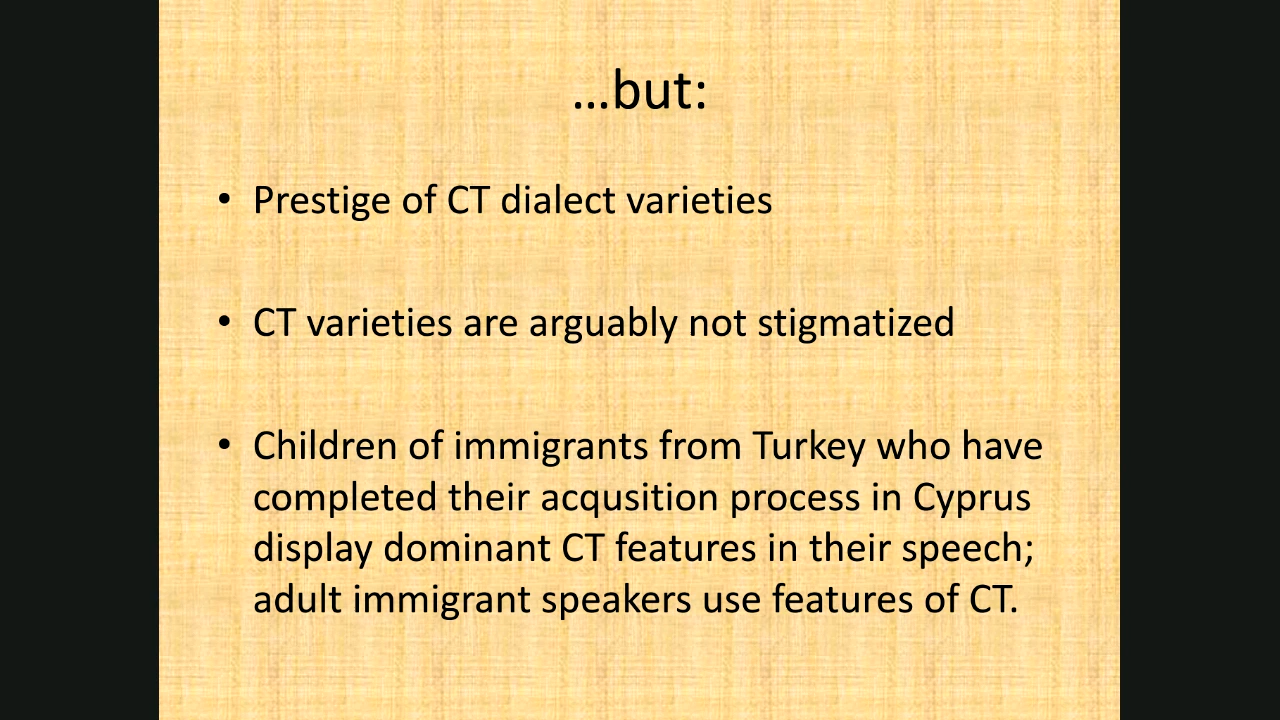 …but:
• Prestige of CT dialect varieties
• CT varieties are arguably not stigmatized
• Children of immigrants from Turkey who have
completed their acqusition process in Cyprus
display dominant CT features in their speech;
adult immigrant speakers use features of CT.